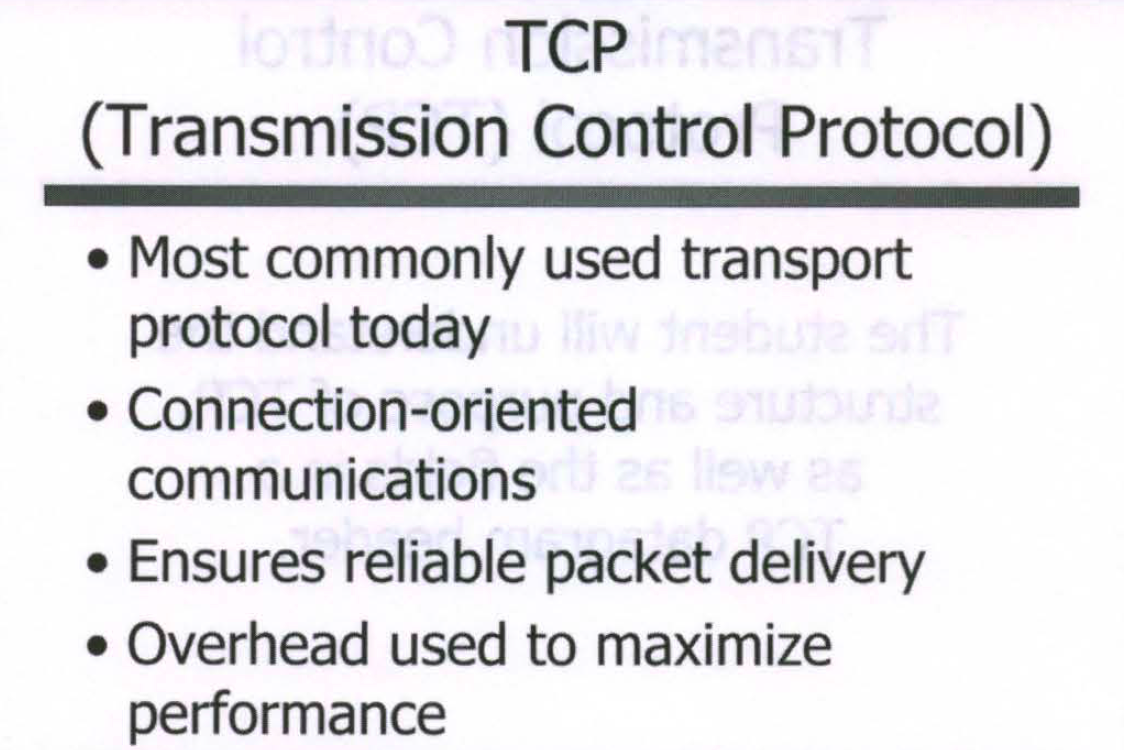 TCP
(Transmission Control Protocol)
• Most commonly used transport
protocol today
• Connection-oriented
communications
• Ensures reliable packet delivery
• Overhead used to maximize
performance